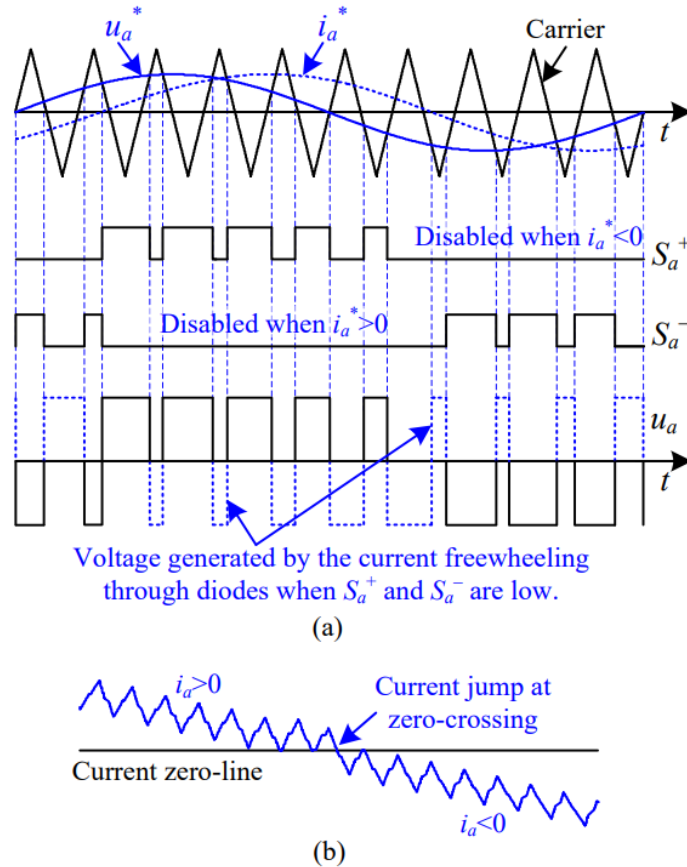 u_a^*
i_a^*
Carrier
t
Disabled when i_a^*<0
S_a^+
Disabled when i_a^*>0
S_a^−
u_a
t
Voltage generated by the current freewheeling
through diodes when S_a^+ and S_a^− are low.
(a)
i_a>0
Current jump at
zero-crossing
Current zero-line
i_a<0
(b)